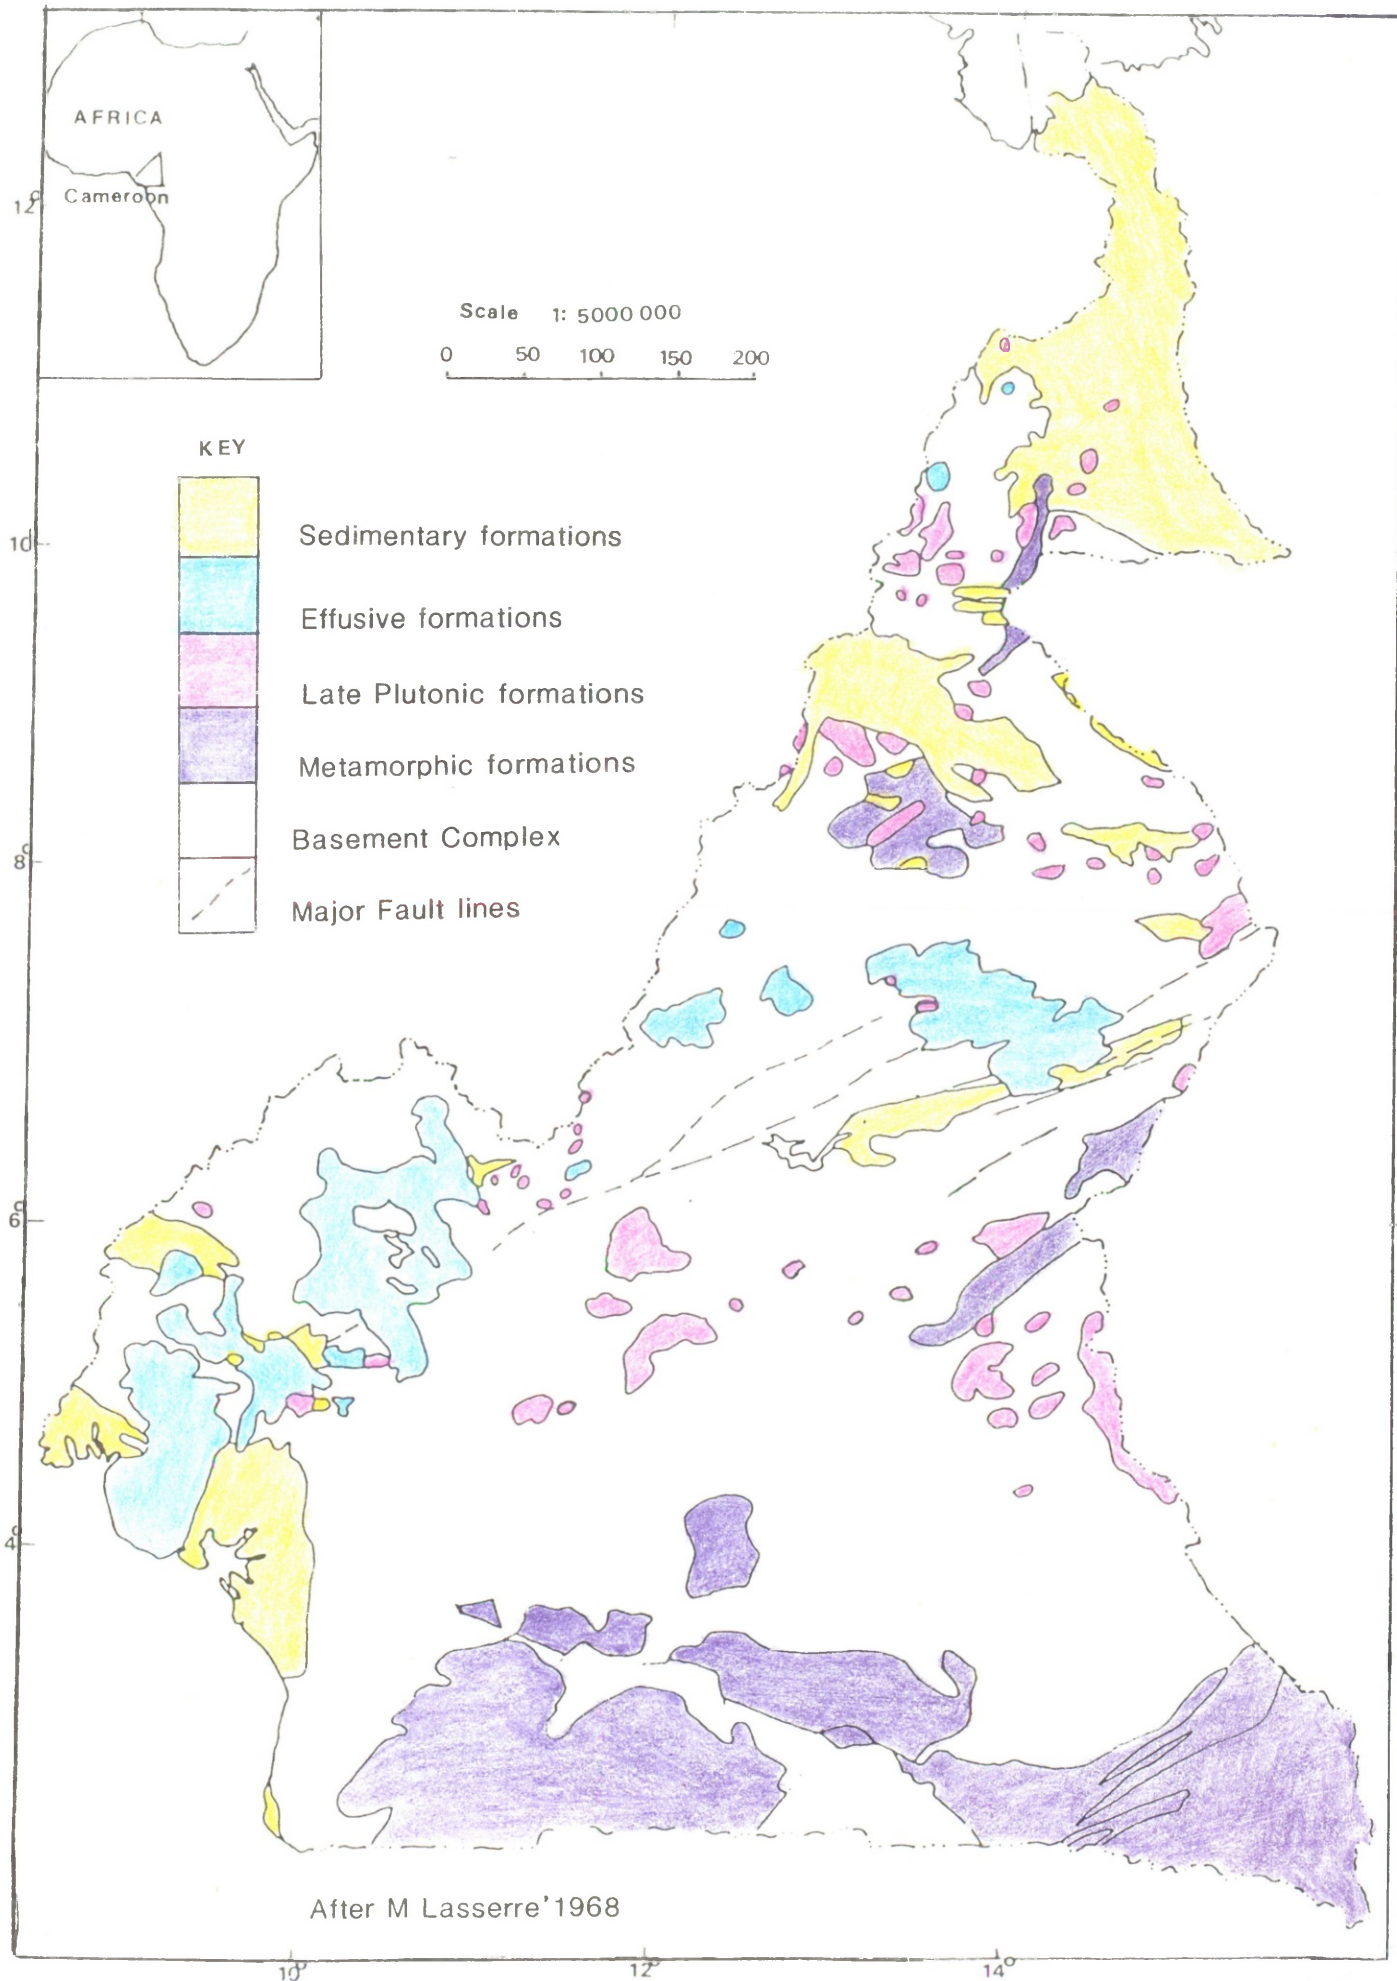 AFRICA
Cameroon
12°
Scale 1: 5000 000
0 50 100 150 200
KEY
Sedimentary formations
10
Effusive formations
Late Plutonic formations
Metamorphic formations
Basement Complex
8°
Major Fault lines
6°
4°
After M Lasserre'1968
10° 12° 14°